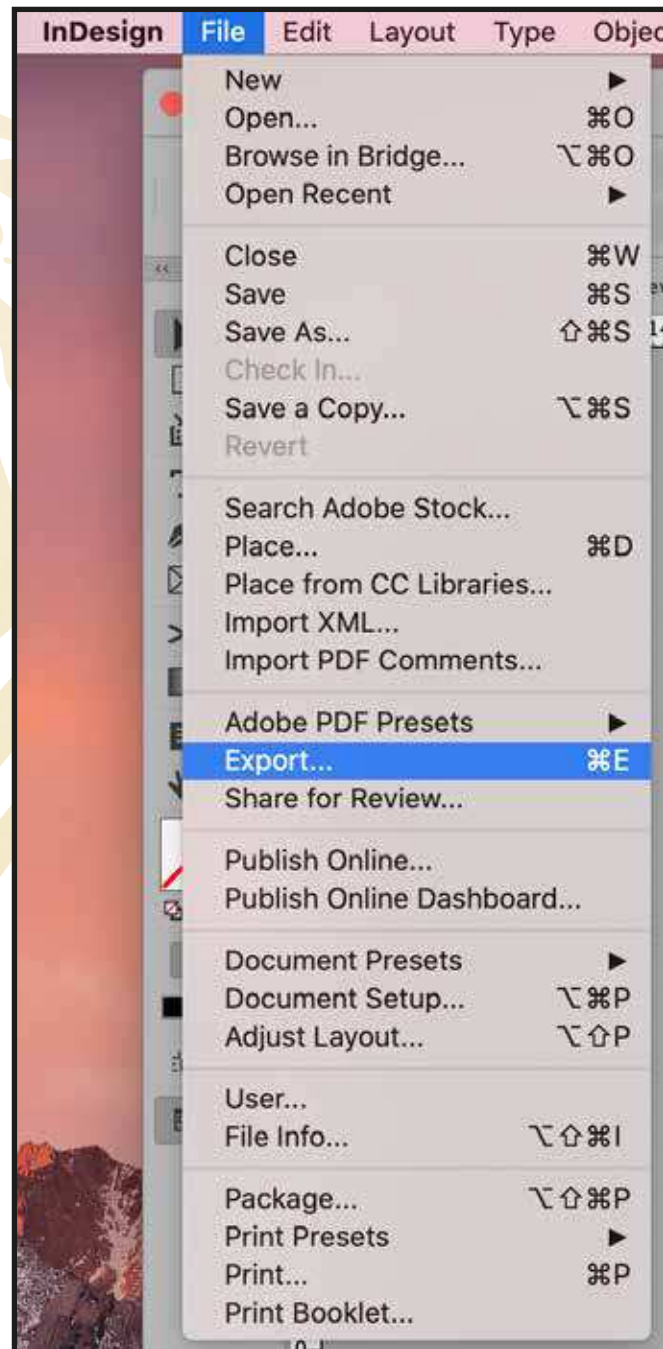 InDesign File Edit Layout Type Objec
New ▶
Open... ⌘O
Browse in Bridge... ⌥⌘O
Open Recent ▶
Close ⌘W
Save ⌘S
Save As... ⇧⌘S
Check In...
Save a Copy... ⌥⌘S
Revert
Search Adobe Stock...
Place... ⌘D
Place from CC Libraries...
Import XML...
Import PDF Comments...
Adobe PDF Presets ▶
Export... ⌘E
Share for Review...
Publish Online...
Publish Online Dashboard...
Document Presets ▶
Document Setup... ⌥⌘P
Adjust Layout... ⌥⇧P
User...
File Info... ⌥⇧⌘I
Package... ⌥⇧⌘P
Print Presets ▶
Print... ⌘P
Print Booklet...